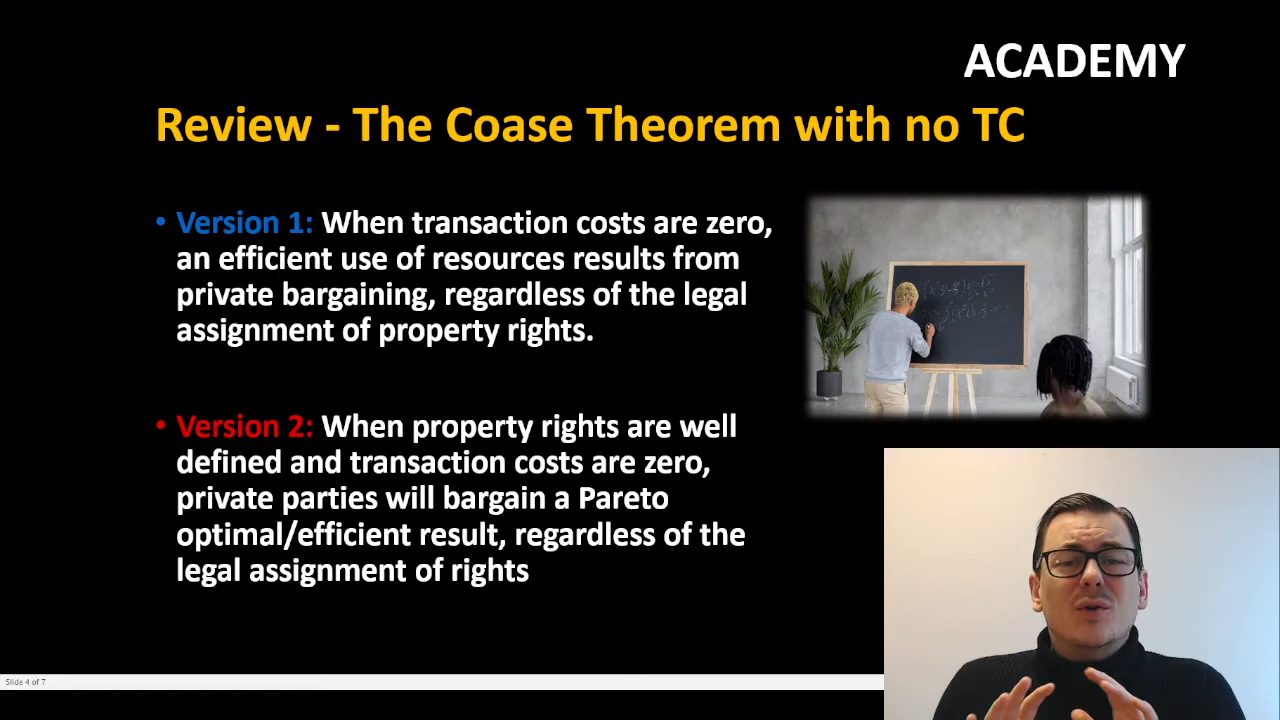 ACADEMY
Review - The Coase Theorem with no TC
• Version 1: When transaction costs are zero,
an efficient use of resources results from
private bargaining, regardless of the legal
assignment of property rights.
• Version 2: When property rights are well
defined and transaction costs are zero,
private parties will bargain a Pareto
optimal/efficient result, regardless of the
legal assignment of rights
Slide 4 of 7